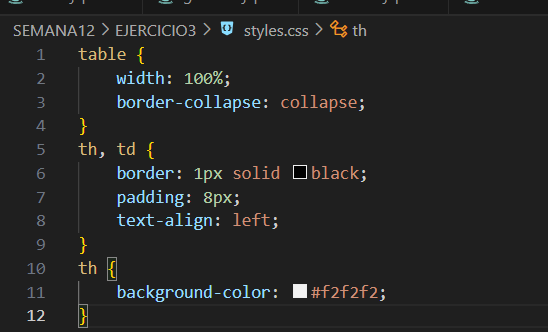 SEMANA12 > EJERCICIO3 > styles.css > th
1 table {
2 width: 100%;
3 border-collapse: collapse;
4 }
5 th, td {
6 border: 1px solid black;
7 padding: 8px;
8 text-align: left;
9 }
10 th {
11 background-color: #f2f2f2;
12 }